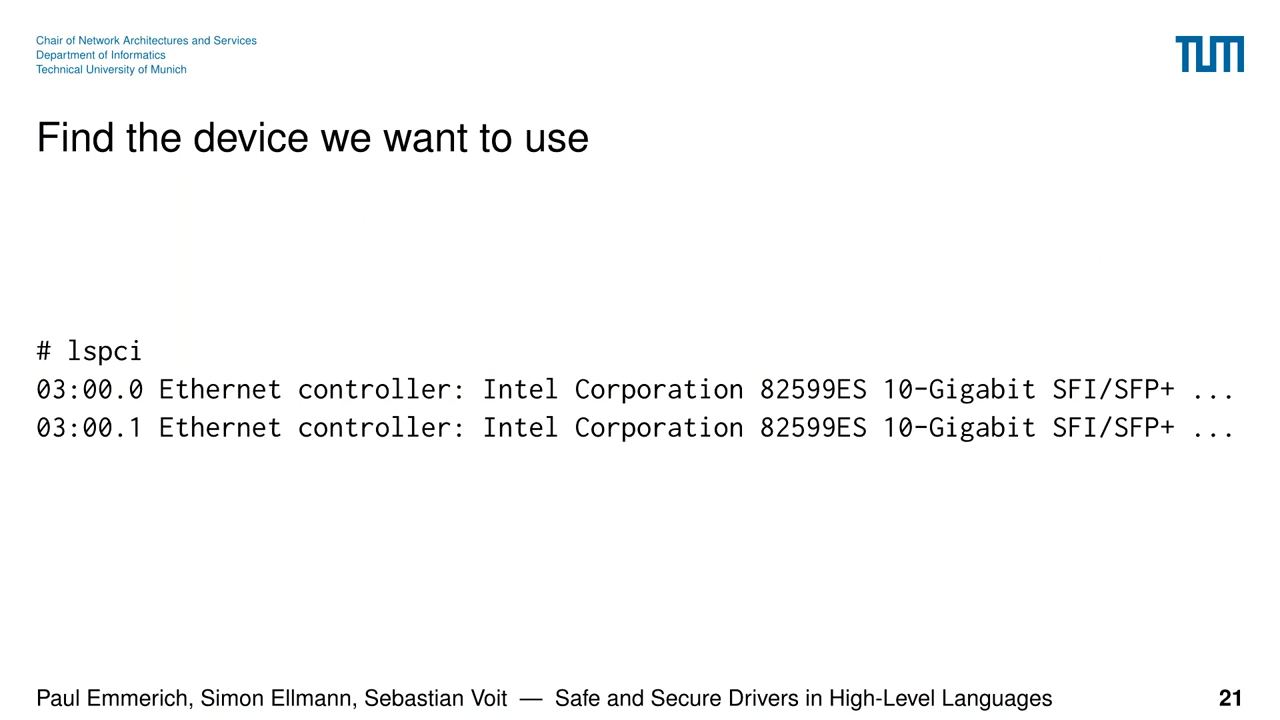 Chair of Network Architectures and Services
Department of Informatics
Technical University of Munich
TUM
Find the device we want to use
# lspci
03:00.0 Ethernet controller: Intel Corporation 82599ES 10-Gigabit SFI/SFP+ ...
03:00.1 Ethernet controller: Intel Corporation 82599ES 10-Gigabit SFI/SFP+ ...
Paul Emmerich, Simon Ellmann, Sebastian Voit — Safe and Secure Drivers in High-Level Languages 21